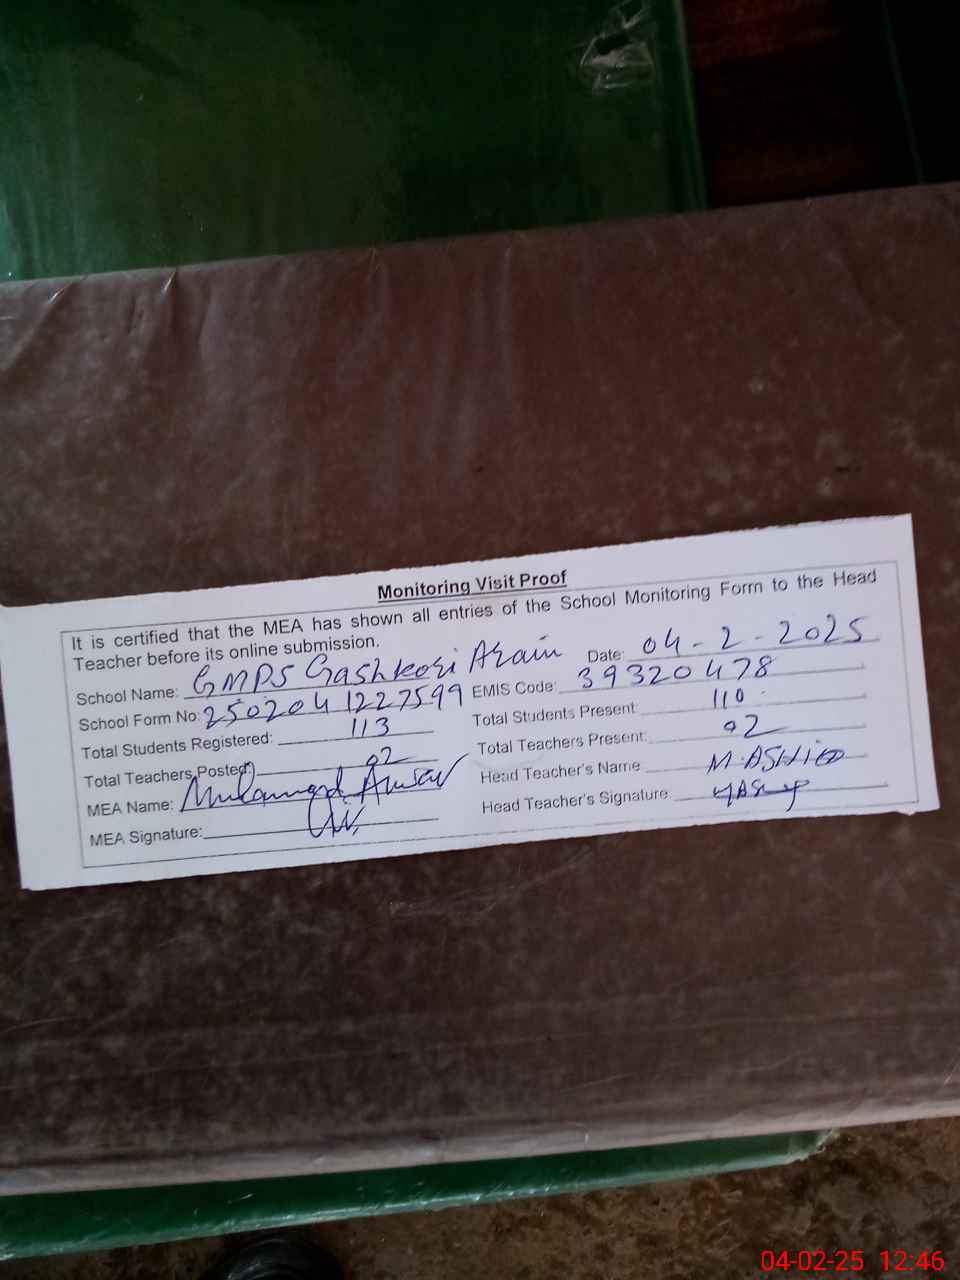 Monitoring Visit Proof
It is certified that the MEA has shown all entries of the School Monitoring Form to the Head
Teacher before its online submission.
School Name: GMPS Gashkori Arain Date: 04-2-2025
School Form No: 250204 1227599 EMIS Code: 39320478
Total Students Registered: 113 Total Students Present: 110
Total Teachers Posted: 02 Total Teachers Present: 02
MEA Name: Muhammad Head Teacher's Name M.
MEA Signature: Head Teacher's Signature:
04-02-25 12:46